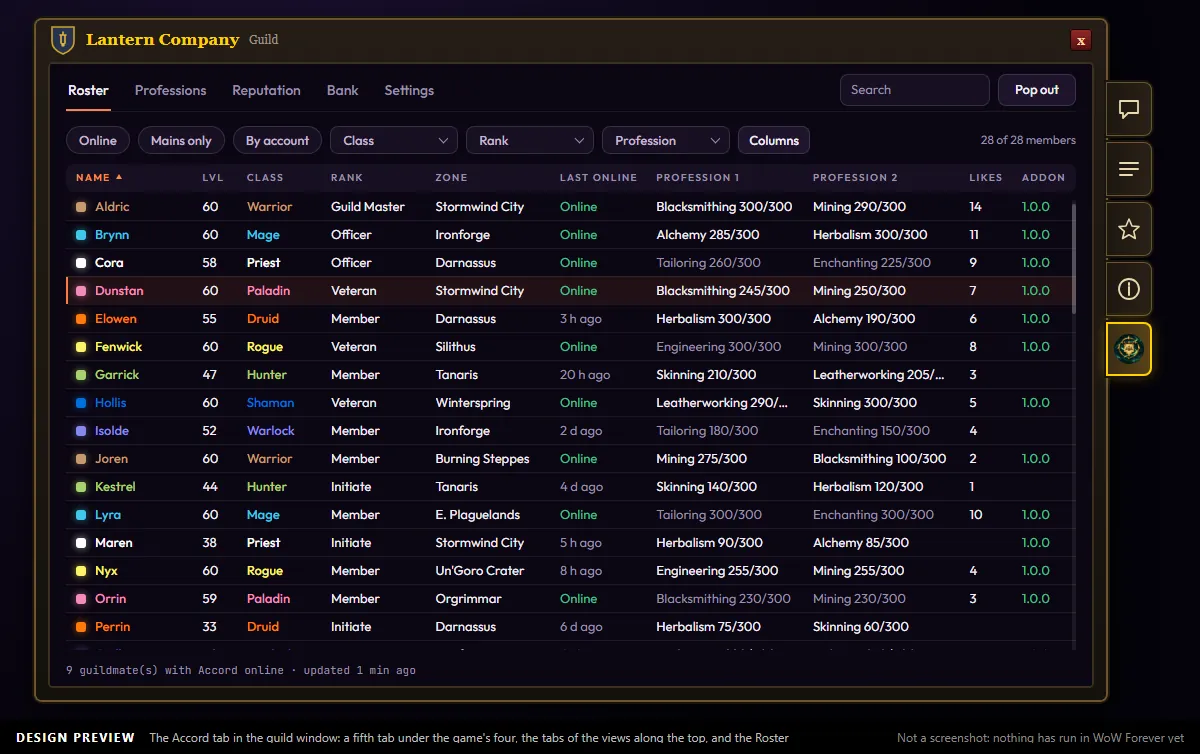 Lantern Company Guild x
Roster Professions Reputation Bank Settings Search Pop out
Online Mains only By account Class Rank Profession Columns 28 of 28 members
NAME LVL CLASS RANK ZONE LAST ONLINE PROFESSION 1 PROFESSION 2 LIKES ADDON
Aldric 60 Warrior Guild Master Stormwind City Online Blacksmithing 300/300 Mining 290/300 14 1.0.0
Brynn 60 Mage Officer Ironforge Online Alchemy 285/300 Herbalism 300/300 11 1.0.0
Cora 58 Priest Officer Darnassus Online Tailoring 260/300 Enchanting 225/300 9 1.0.0
Dunstan 60 Paladin Veteran Stormwind City Online Blacksmithing 245/300 Mining 250/300 7 1.0.0
Elowen 55 Druid Member Darnassus 3 h ago Herbalism 300/300 Alchemy 190/300 6 1.0.0
Fenwick 60 Rogue Veteran Silithus Online Engineering 300/300 Mining 300/300 8 1.0.0
Garrick 47 Hunter Member Tanaris 20 h ago Skinning 210/300 Leatherworking 205/... 3
Hollis 60 Shaman Veteran Winterspring Online Leatherworking 290/... Skinning 300/300 5 1.0.0
Isolde 52 Warlock Member Ironforge 2 d ago Tailoring 180/300 Enchanting 150/300 4
Joren 60 Warrior Member Burning Steppes Online Mining 275/300 Blacksmithing 100/300 2 1.0.0
Kestrel 44 Hunter Initiate Tanaris 4 d ago Skinning 140/300 Herbalism 120/300 1
Lyra 60 Mage Member E. Plaguelands Online Tailoring 300/300 Enchanting 300/300 10 1.0.0
Maren 38 Priest Initiate Stormwind City 5 h ago Herbalism 90/300 Alchemy 85/300 1.0.0
Nyx 60 Rogue Member Un'Goro Crater 8 h ago Engineering 255/300 Mining 255/300 4 1.0.0
Orrin 59 Paladin Member Orgrimmar Online Blacksmithing 230/300 Mining 230/300 3 1.0.0
Perrin 33 Druid Initiate Darnassus 6 d ago Herbalism 75/300 Skinning 60/300
9 guildmate(s) with Accord online · updated 1 min ago
DESIGN PREVIEW The Accord tab in the guild window: a fifth tab under the game's four, the tabs of the views along the top, and the Roster Not a screenshot: nothing has run in WoW Forever yet